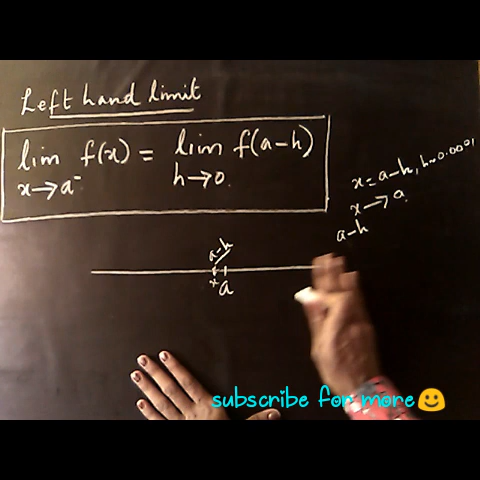 Left hand limit
lim f(x) = lim f(a-h)
x→a⁻ h→0
x = a-h, h~0.0001
x → a
a-h
a-h
x a
subscribe for more😊